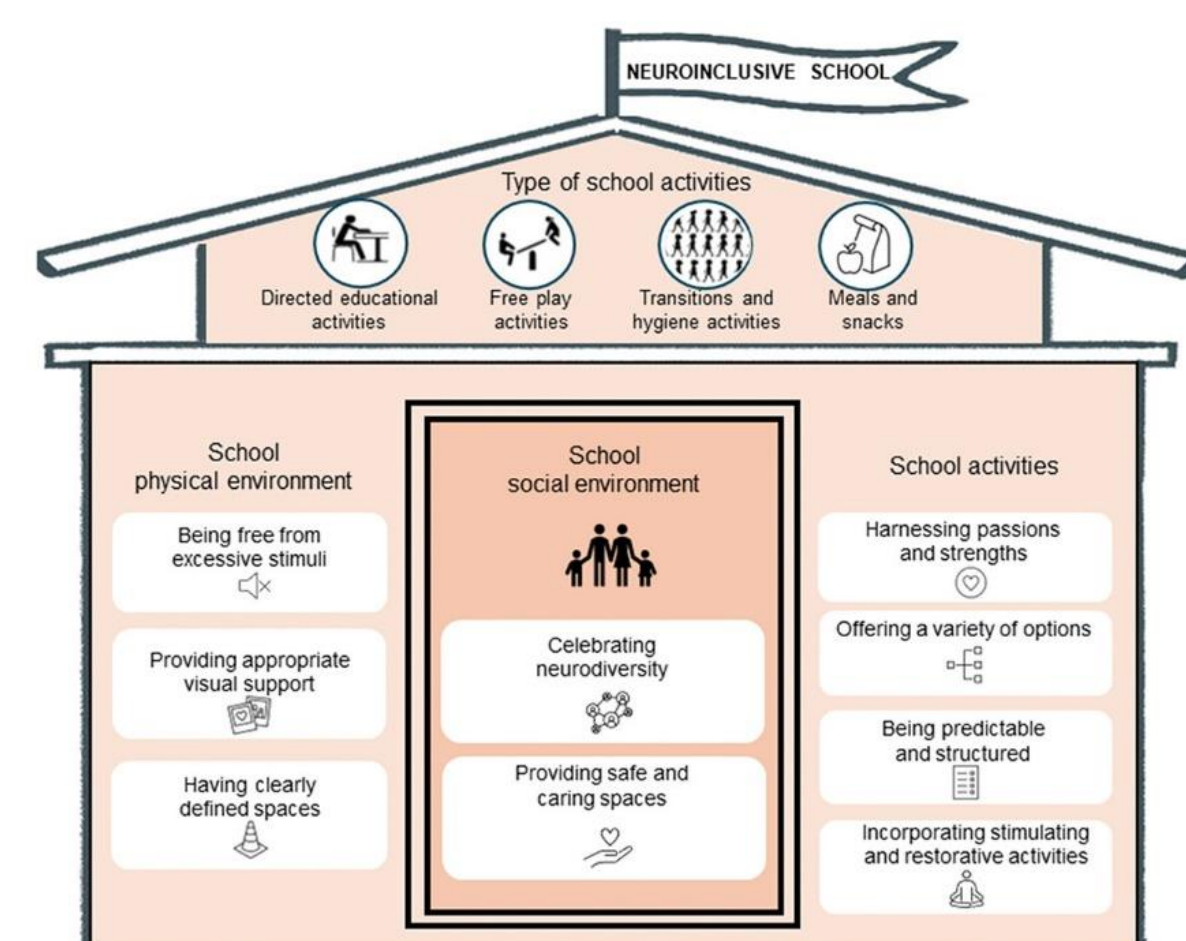 NEUROINCLUSIVE SCHOOL
Type of school activities
Directed educational
activities
Free play
activities
Transitions and
hygiene activities
Meals and
snacks
School
physical environment
Being free from
excessive stimuli
Providing appropriate
visual support
Having clearly
defined spaces
School
social environment
Celebrating
neurodiversity
Providing safe and
caring spaces
School activities
Harnessing passions
and strengths
Offering a variety of options
Being predictable
and structured
Incorporating stimulating
and restorative activities